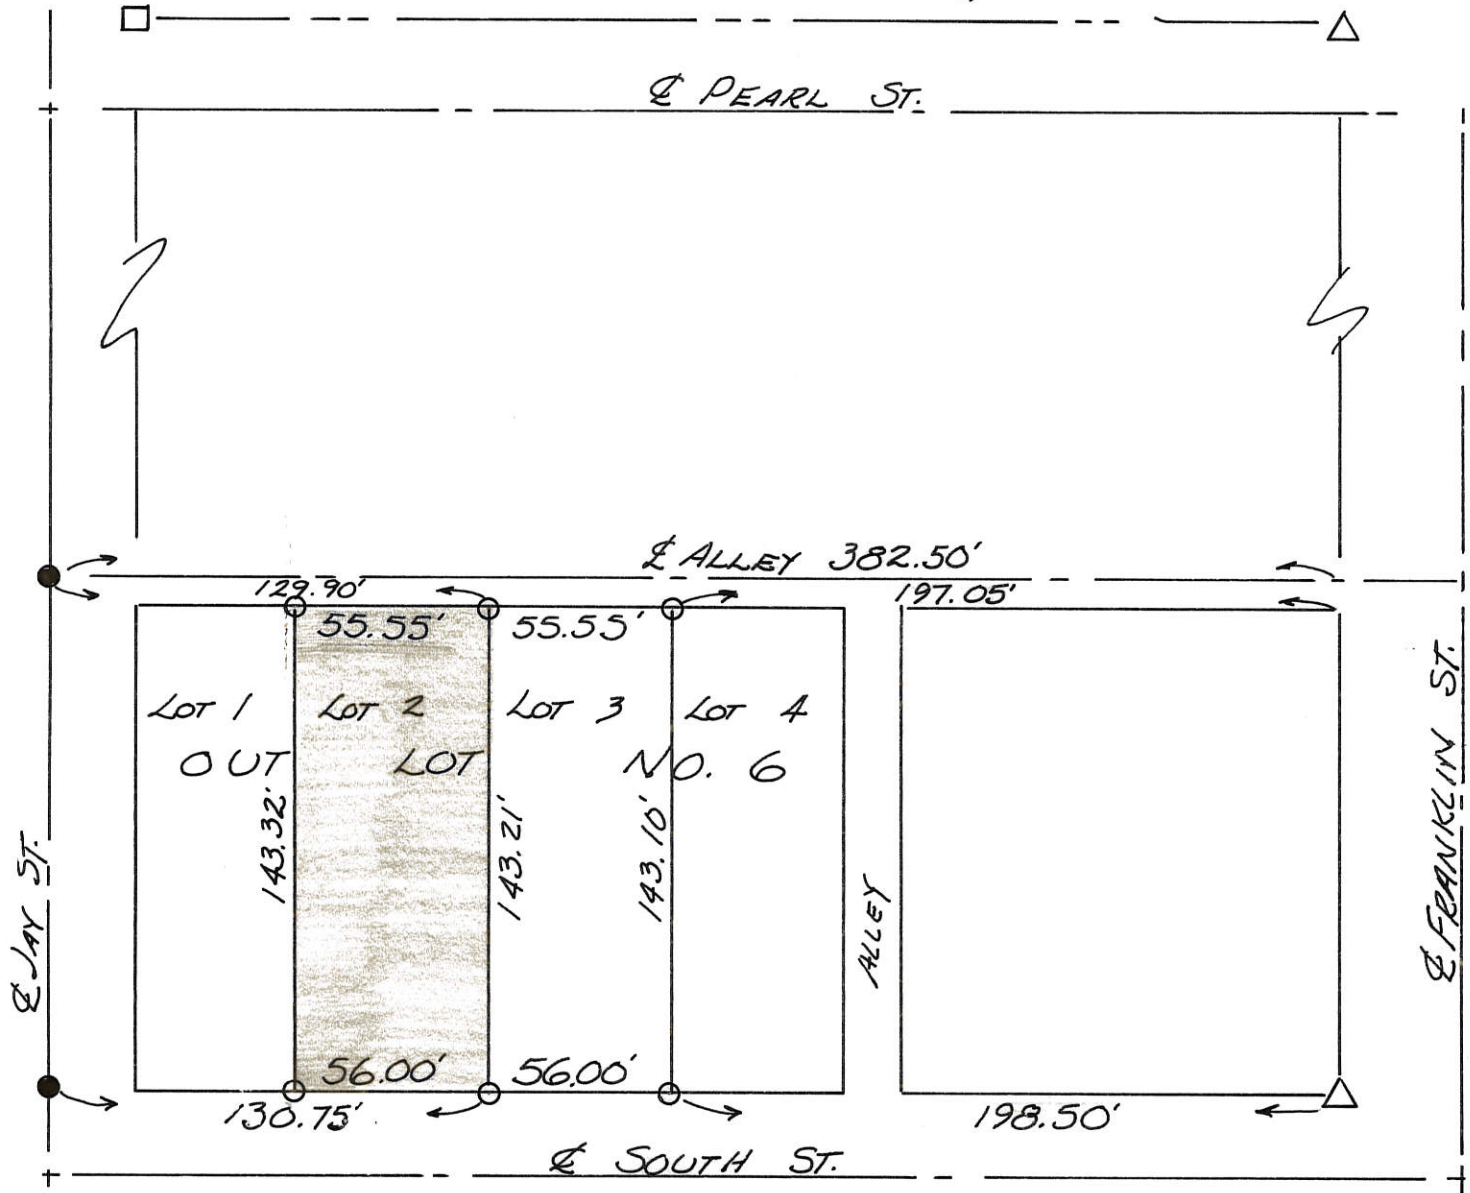 ℄ PEARL ST.
℄ ALLEY 382.50'
129.90'
197.05'
55.55'
55.55'
LOT 1
LOT 2
LOT 3
LOT 4
OUT LOT NO. 6
143.32'
143.21'
143.10'
ALLEY
℄ JAY ST.
℄ FRANKLIN ST.
56.00'
56.00'
130.75'
198.50'
℄ SOUTH ST.